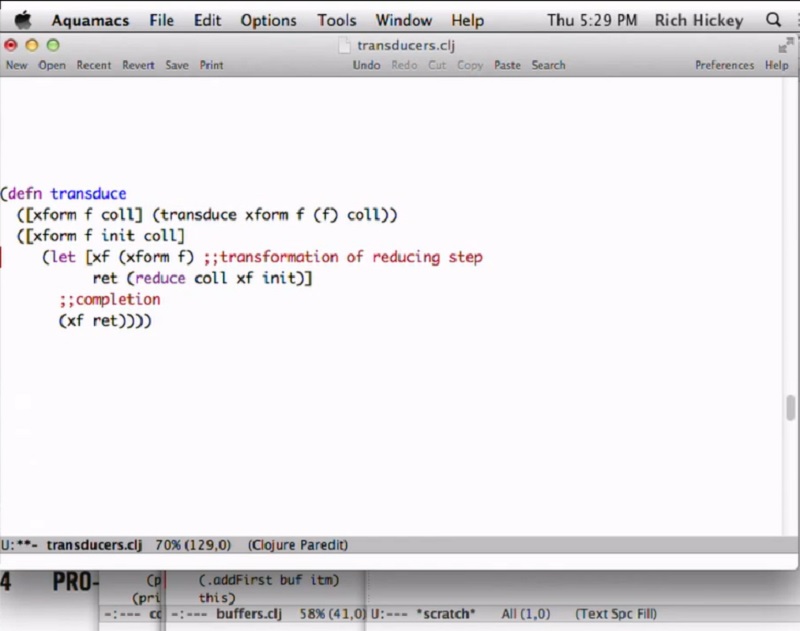 Aquamacs File Edit Options Tools Window Help Thu 5:29 PM Rich Hickey
transducers.clj
New Open Recent Revert Save Print Undo Redo Cut Copy Paste Search Preferences Help
(defn transduce
([xform f coll] (transduce xform f (f) coll))
([xform f init coll]
(let [xf (xform f) ;;transformation of reducing step
ret (reduce coll xf init)]
;;completion
(xf ret))))
U:**- transducers.clj 70% (129,0) (Clojure Paredit)
4 PRO- (p (.addFirst buf itm)
(pri this)
-:--- cc -:--- buffers.clj 58% (41,0) U:--- *scratch* All (1,0) (Text Spc Fill)